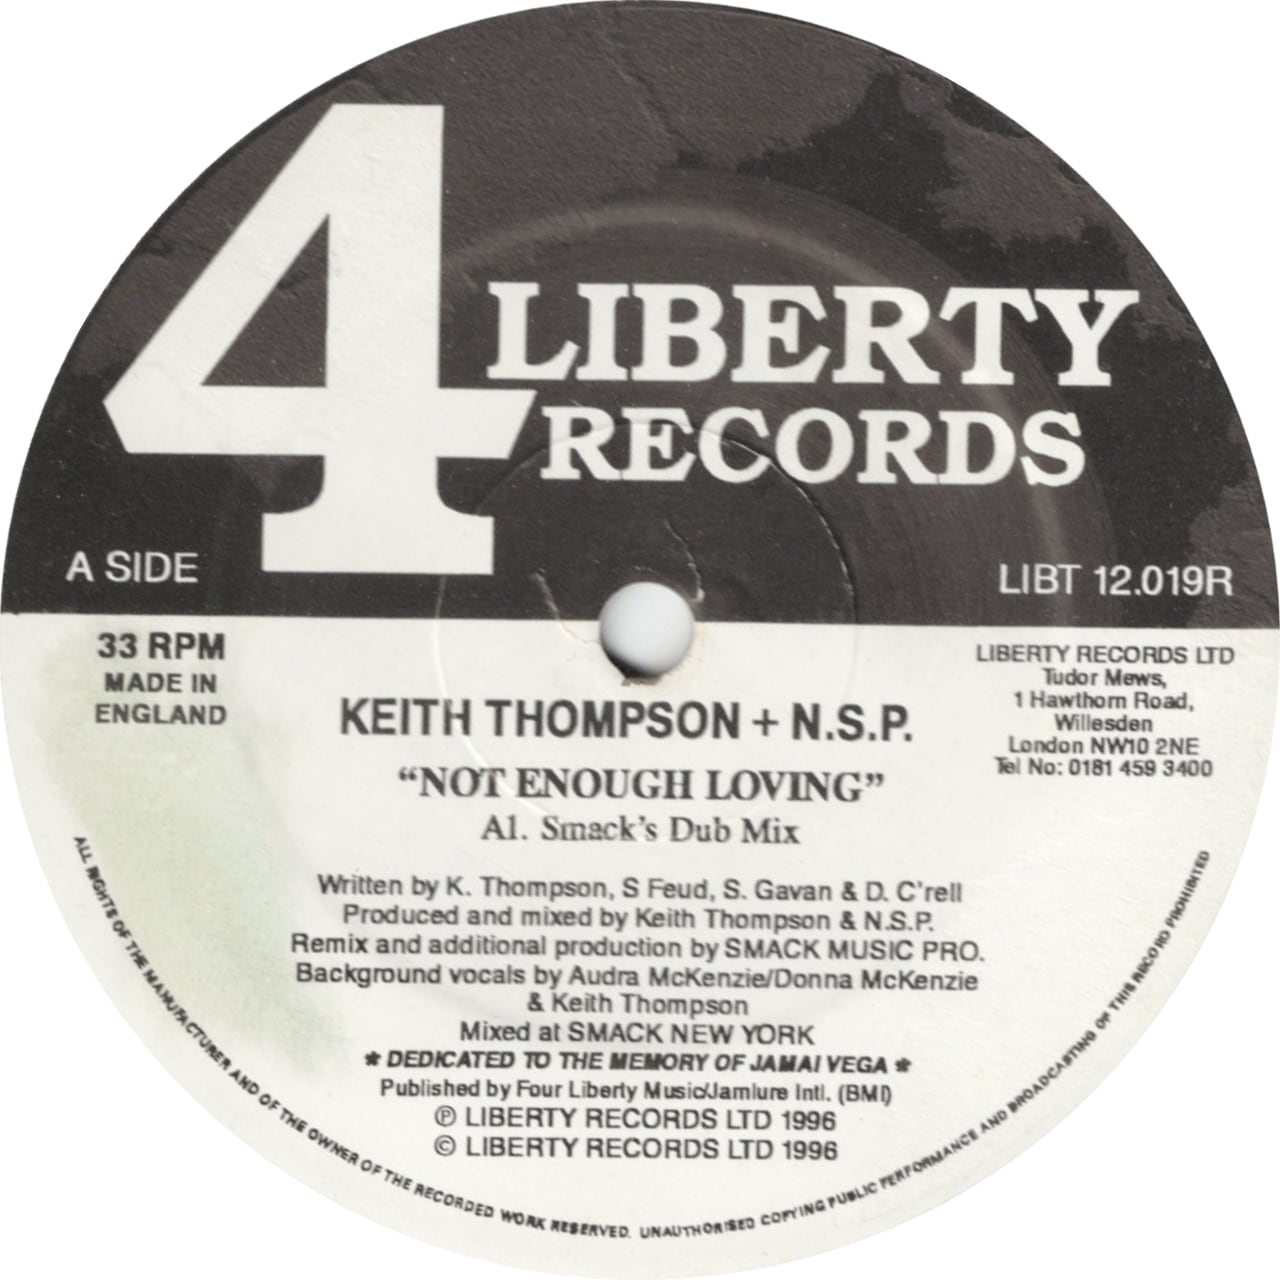 4 LIBERTY
RECORDS
A SIDE
LIBT 12.019R
33 RPM
MADE IN
ENGLAND
LIBERTY RECORDS LTD
Tudor Mews,
1 Hawthorn Road,
Willesden
London NW10 2NE
Tel No: 0181 459 3400
KEITH THOMPSON + N.S.P.
“NOT ENOUGH LOVING”
A1. Smack's Dub Mix
Written by K. Thompson, S Feud, S. Gavan & D. C'rell
Produced and mixed by Keith Thompson & N.S.P.
Remix and additional production by SMACK MUSIC PRO.
Background vocals by Audra McKenzie/Donna McKenzie
& Keith Thompson
Mixed at SMACK NEW YORK
* DEDICATED TO THE MEMORY OF JAMAI VEGA *
Published by Four Liberty Music/Jamlure Intl. (BMI)
℗ LIBERTY RECORDS LTD 1996
© LIBERTY RECORDS LTD 1996
ALL RIGHTS OF THE MANUFACTURER AND OF THE OWNER OF THE RECORDED WORK RESERVED. UNAUTHORISED COPYING PUBLIC PERFORMANCE AND BROADCASTING OF THIS RECORD PROHIBITED